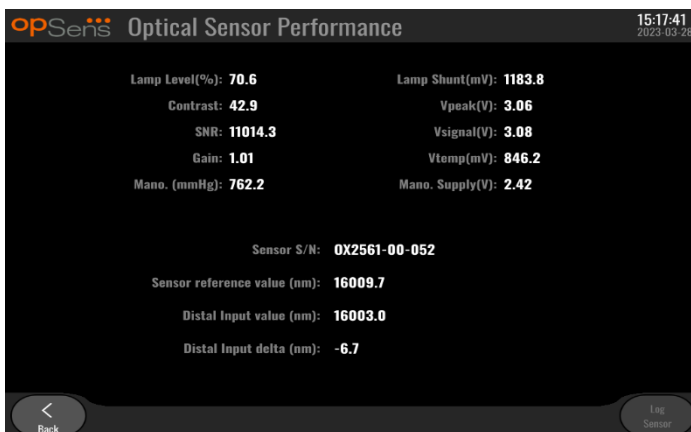 opSens Optical Sensor Performance 15:17:41
2023-03-28
Lamp Level(%): 70.6 Lamp Shunt(mV): 1183.8
Contrast: 42.9 Vpeak(V): 3.06
SNR: 11014.3 Vsignal(V): 3.08
Gain: 1.01 Vtemp(mV): 846.2
Mano. (mmHg): 762.2 Mano. Supply(V): 2.42
Sensor S/N: OX2561-00-052
Sensor reference value (nm): 16009.7
Distal Input value (nm): 16003.0
Distal Input delta (nm): -6.7
< Log
Back Sensor